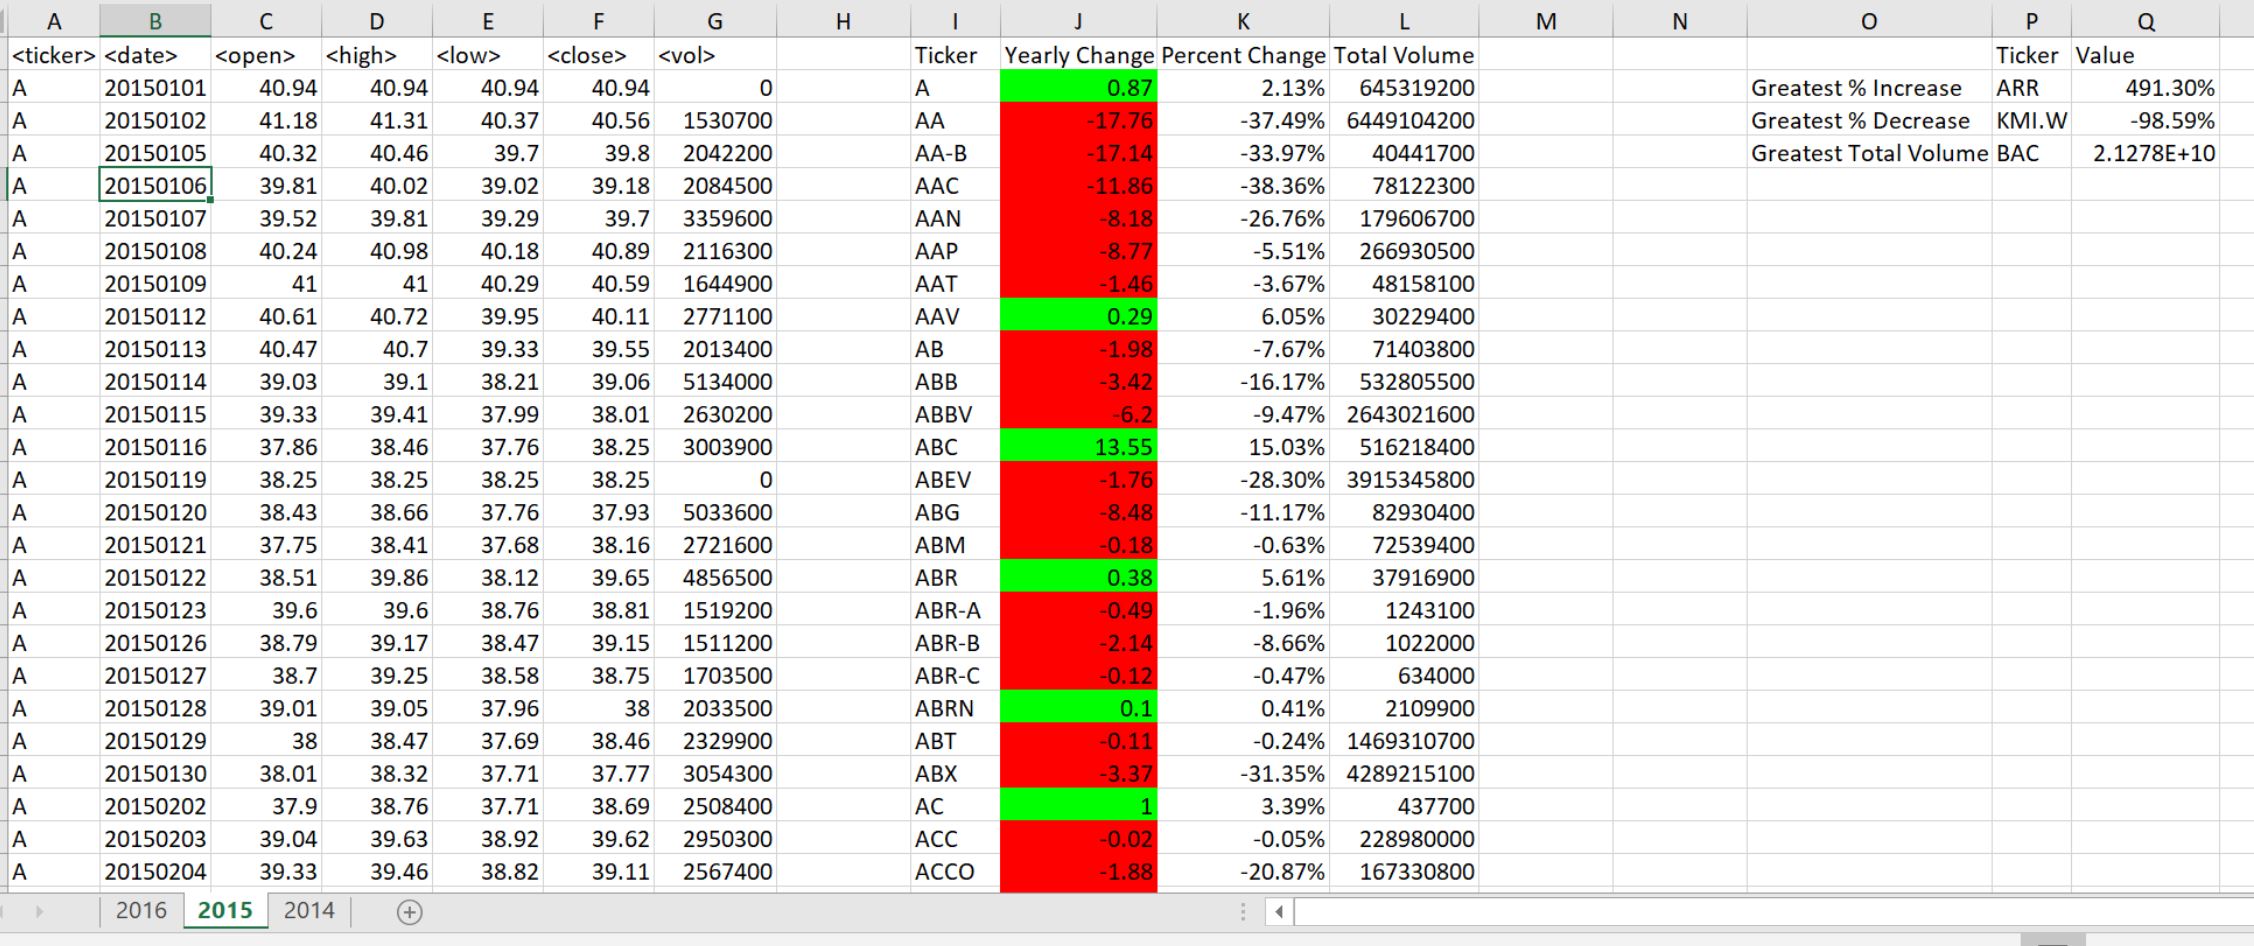 A B C D E F G H I J K L M N O P Q
<ticker> <date> <open> <high> <low> <close> <vol> Ticker Yearly Change Percent Change Total Volume Ticker Value
A 20150101 40.94 40.94 40.94 40.94 0 A 0.87 2.13% 645319200 Greatest % Increase ARR 491.30%
A 20150102 41.18 41.31 40.37 40.56 1530700 AA -17.76 -37.49% 6449104200 Greatest % Decrease KMI.W -98.59%
A 20150105 40.32 40.46 39.7 39.8 2042200 AA-B -17.14 -33.97% 40441700 Greatest Total Volume BAC 2.1278E+10
A 20150106 39.81 40.02 39.02 39.18 2084500 AAC -11.86 -38.36% 78122300
A 20150107 39.52 39.81 39.29 39.7 3359600 AAN -8.18 -26.76% 179606700
A 20150108 40.24 40.98 40.18 40.89 2116300 AAP -8.77 -5.51% 266930500
A 20150109 41 41 40.29 40.59 1644900 AAT -1.46 -3.67% 48158100
A 20150112 40.61 40.72 39.95 40.11 2771100 AAV 0.29 6.05% 30229400
A 20150113 40.47 40.7 39.33 39.55 2013400 AB -1.98 -7.67% 71403800
A 20150114 39.03 39.1 38.21 39.06 5134000 ABB -3.42 -16.17% 532805500
A 20150115 39.33 39.41 37.99 38.01 2630200 ABBV -6.2 -9.47% 2643021600
A 20150116 37.86 38.46 37.76 38.25 3003900 ABC 13.55 15.03% 516218400
A 20150119 38.25 38.25 38.25 38.25 0 ABEV -1.76 -28.30% 3915345800
A 20150120 38.43 38.66 37.76 37.93 5033600 ABG -8.48 -11.17% 82930400
A 20150121 37.75 38.41 37.68 38.16 2721600 ABM -0.18 -0.63% 72539400
A 20150122 38.51 39.86 38.12 39.65 4856500 ABR 0.38 5.61% 37916900
A 20150123 39.6 39.6 38.76 38.81 1519200 ABR-A -0.49 -1.96% 1243100
A 20150126 38.79 39.17 38.47 39.15 1511200 ABR-B -2.14 -8.66% 1022000
A 20150127 38.7 39.25 38.58 38.75 1703500 ABR-C -0.12 -0.47% 634000
A 20150128 39.01 39.05 37.96 38 2033500 ABRN 0.1 0.41% 2109900
A 20150129 38 38.47 37.69 38.46 2329900 ABT -0.11 -0.24% 1469310700
A 20150130 38.01 38.32 37.71 37.77 3054300 ABX -3.37 -31.35% 4289215100
A 20150202 37.9 38.76 37.71 38.69 2508400 AC 1 3.39% 437700
A 20150203 39.04 39.63 38.92 39.62 2950300 ACC -0.02 -0.05% 228980000
A 20150204 39.33 39.46 38.82 39.11 2567400 ACCO -1.88 -20.87% 167330800
2016 2015 2014